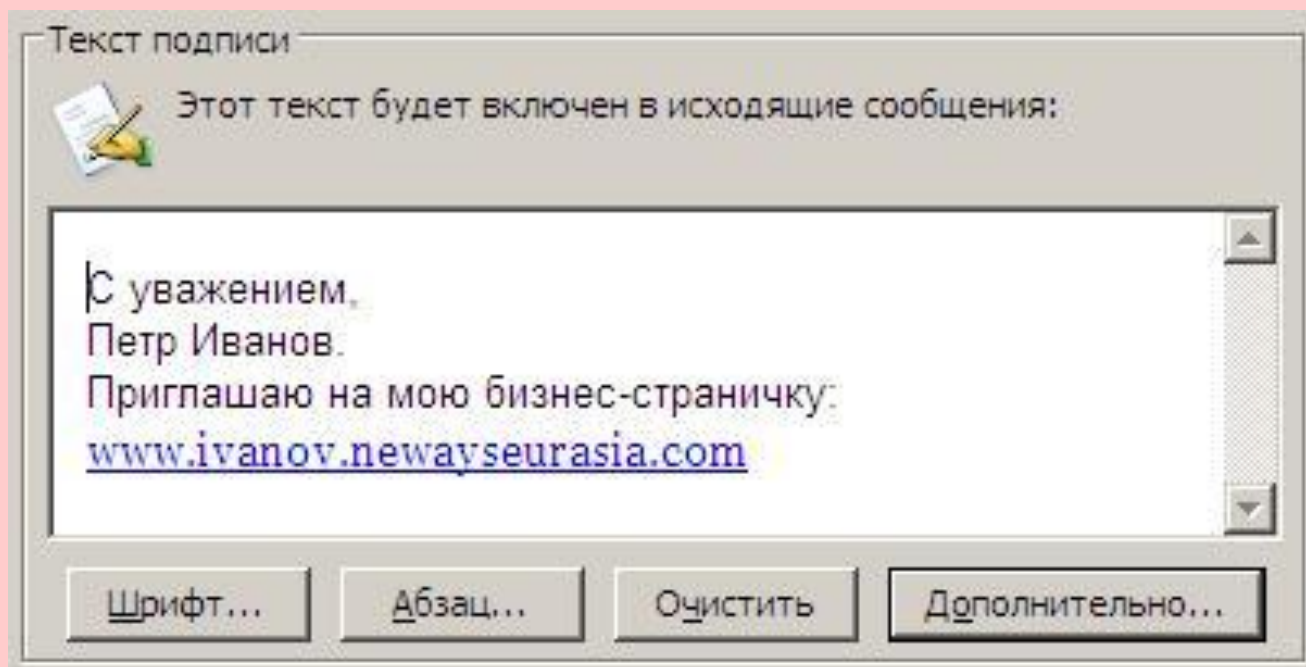 Текст подписи
Этот текст будет включен в исходящие сообщения:
С уважением,
Петр Иванов.
Приглашаю на мою бизнес-страничку:
www.ivanov.newayseurasia.com
Шрифт... Абзац... Очистить Дополнительно...